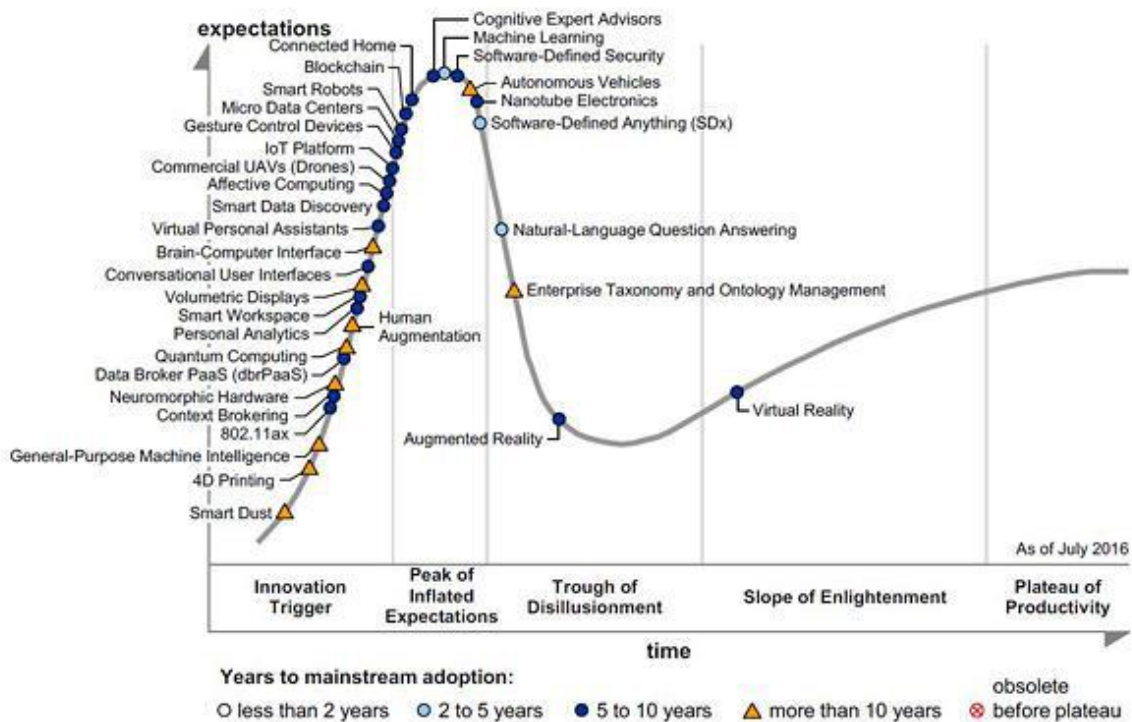 expectations
Cognitive Expert Advisors
Machine Learning
Software-Defined Security
Connected Home
Blockchain
Autonomous Vehicles
Smart Robots
Nanotube Electronics
Micro Data Centers
Software-Defined Anything (SDx)
Gesture Control Devices
IoT Platform
Commercial UAVs (Drones)
Affective Computing
Smart Data Discovery
Virtual Personal Assistants
Natural-Language Question Answering
Brain-Computer Interface
Conversational User Interfaces
Enterprise Taxonomy and Ontology Management
Volumetric Displays
Smart Workspace
Personal Analytics
Human
Augmentation
Quantum Computing
Data Broker PaaS (dbrPaaS)
Neuromorphic Hardware
Context Brokering
802.11ax
General-Purpose Machine Intelligence
4D Printing
Smart Dust
Augmented Reality
Virtual Reality
As of July 2016
Innovation
Trigger
Peak of
Inflated
Expectations
Trough of
Disillusionment
Slope of Enlightenment
Plateau of
Productivity
time
Years to mainstream adoption:
less than 2 years
2 to 5 years
5 to 10 years
more than 10 years
obsolete
before plateau